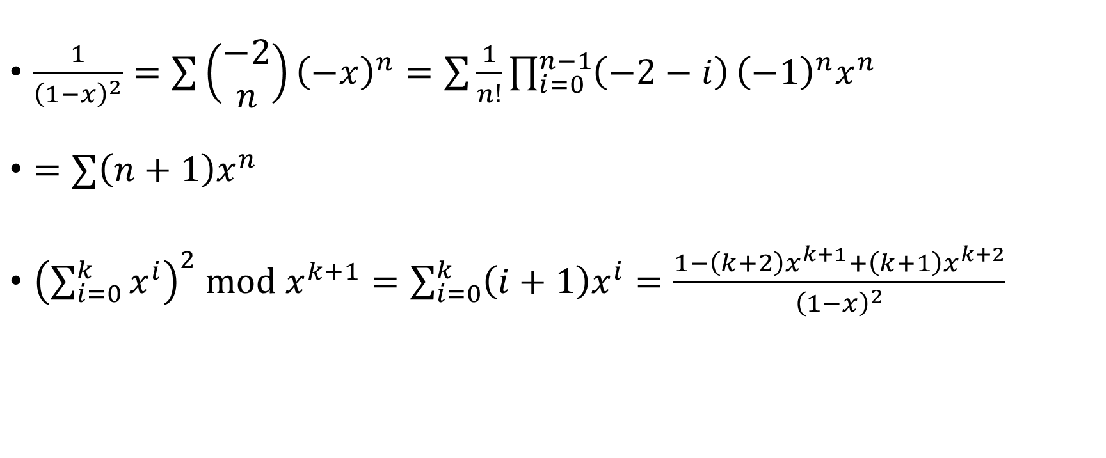 • \frac{1}{(1-x)^2} = \sum \binom{-2}{n} (-x)^n = \sum \frac{1}{n!} \prod_{i=0}^{n-1} (-2-i) (-1)^n x^n
• = \sum (n+1)x^n
• \left(\sum_{i=0}^{k} x^i\right)^2 \mod x^{k+1} = \sum_{i=0}^{k} (i+1)x^i = \frac{1-(k+2)x^{k+1}+(k+1)x^{k+2}}{(1-x)^2}